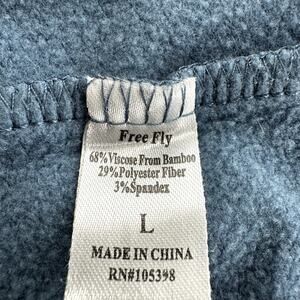 Free Fly
68%Viscose From Bamboo
29%Polyester Fiber
3%Spandex
L
MADE IN CHINA
RN#105398